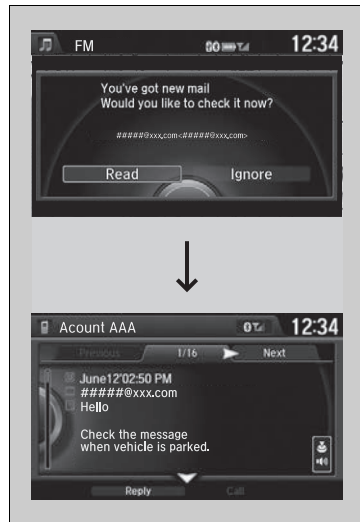 FM 12:34
You've got new mail
Would you like to check it now?
#####@xxx.com<#####@xxx.com>
Read Ignore
Acount AAA 12:34
Previous 1/16 Next
June12'02:50 PM
#####@xxx.com
Hello
Check the message
when vehicle is parked.
Reply Call